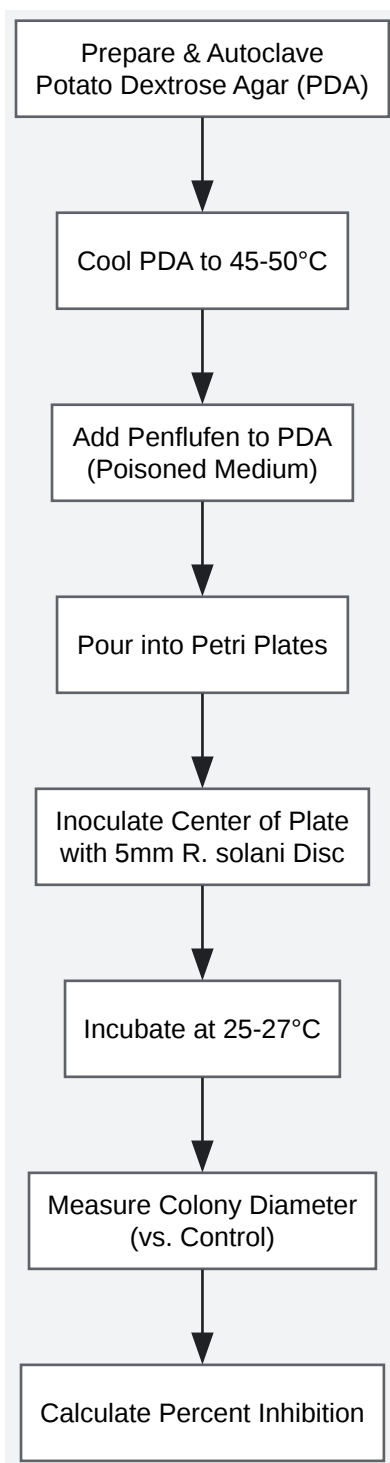 Prepare & Autoclave
Potato Dextrose Agar (PDA)
Cool PDA to 45-50°C
Add Penflufen to PDA
(Poisoned Medium)
Pour into Petri Plates
Inoculate Center of Plate
with 5mm R. solani Disc
Incubate at 25-27°C
Measure Colony Diameter
(vs. Control)
Calculate Percent Inhibition